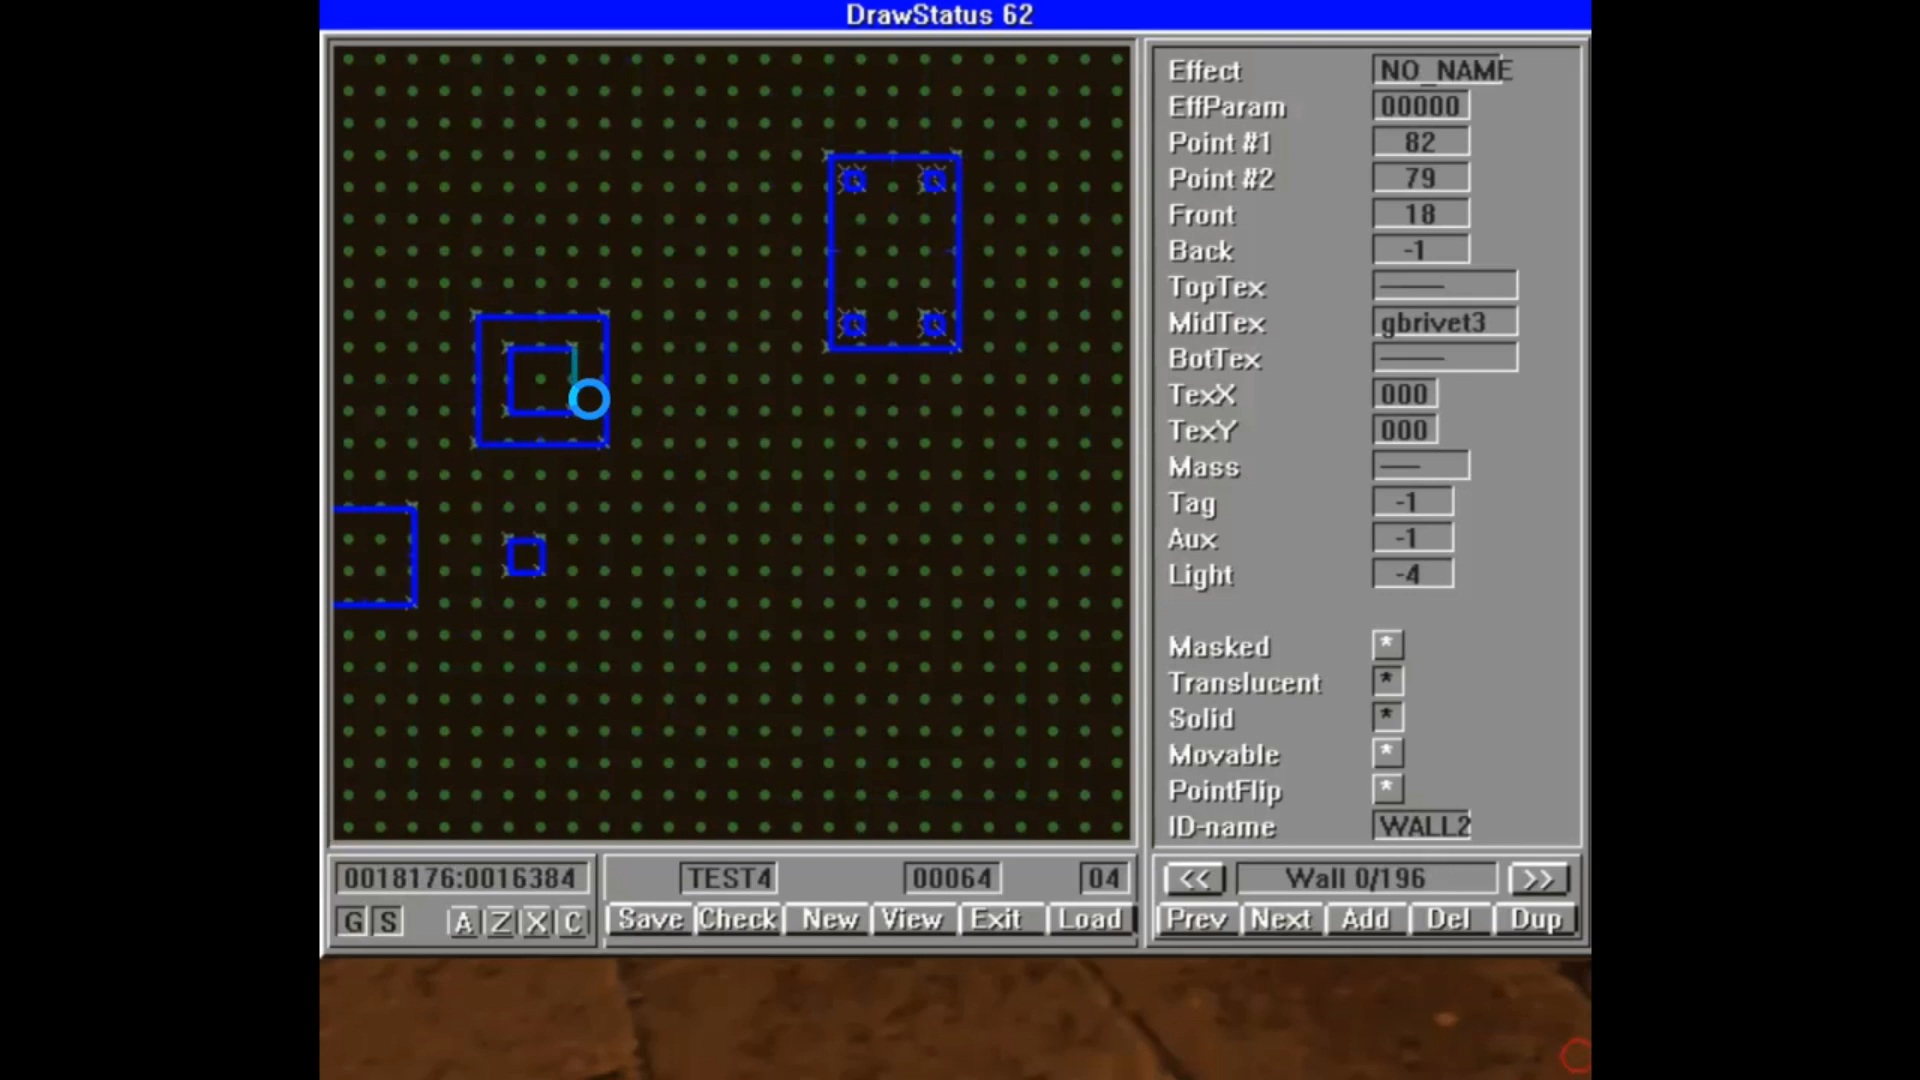 DrawStatus 62
Effect NO_NAME
EffParam 00000
Point #1 82
Point #2 79
Front 18
Back -1
TopTex ——
MidTex gbrivet3
BotTex ——
TexX 000
TexY 000
Mass —
Tag -1
Aux -1
Light -4
Masked *
Translucent *
Solid *
Movable *
PointFlip *
ID-name WALL2
0018176:0016384 TEST4 00064 04 << Wall 0/196 >>
G S A Z X C Save Check New View Exit Load Prev Next Add Del Dup